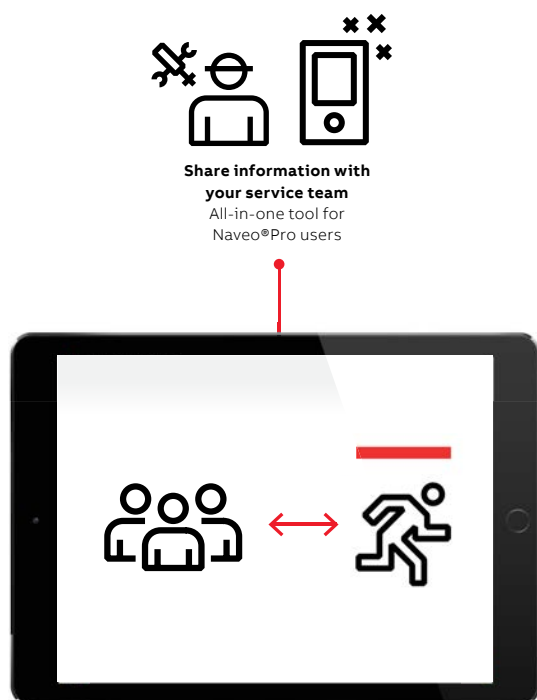 Share information with
your service team
All-in-one tool for
Naveo®Pro users